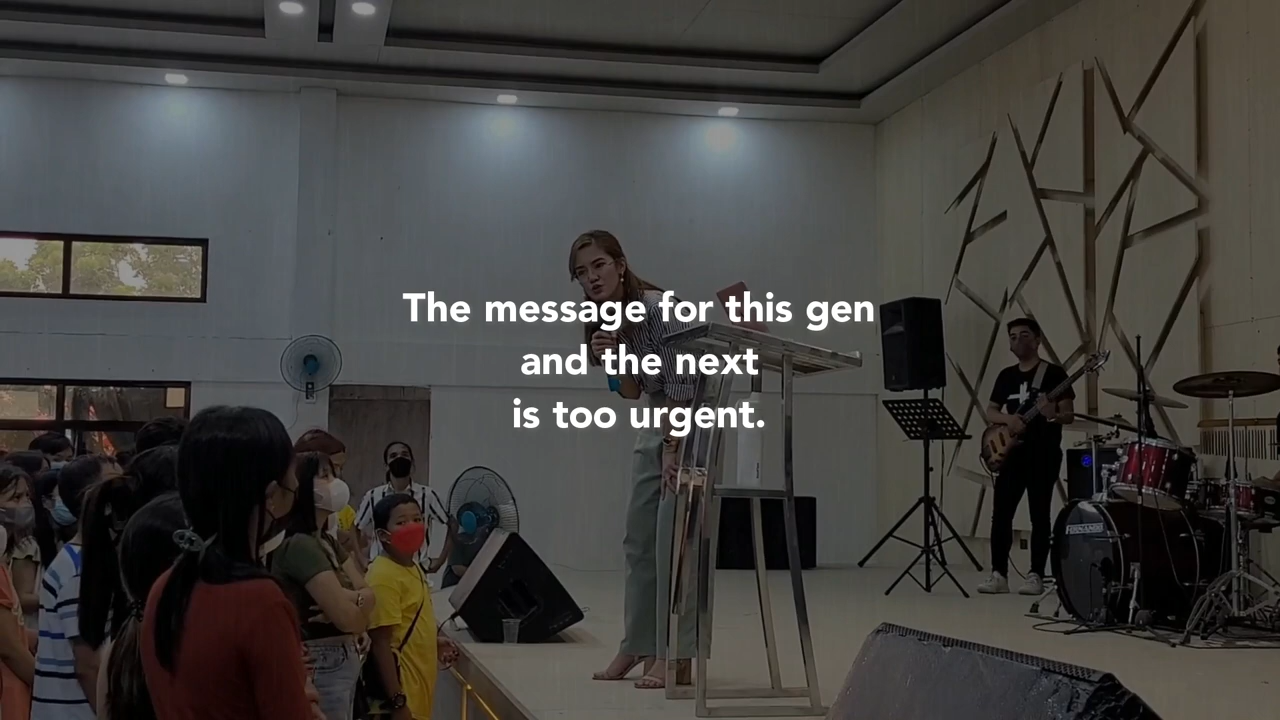 The message for this gen
and the next
is too urgent.